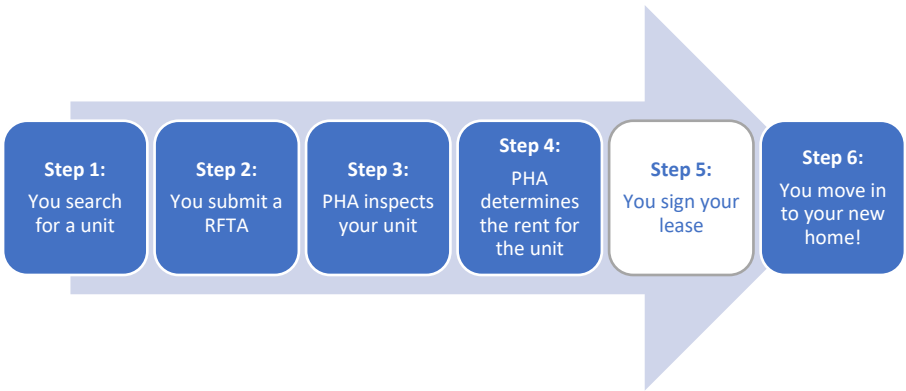 Step 1:
You search
for a unit
Step 2:
You submit a
RFTA
Step 3:
PHA inspects
your unit
Step 4:
PHA
determines
the rent for
the unit
Step 5:
You sign your
lease
Step 6:
You move in
to your new
home!